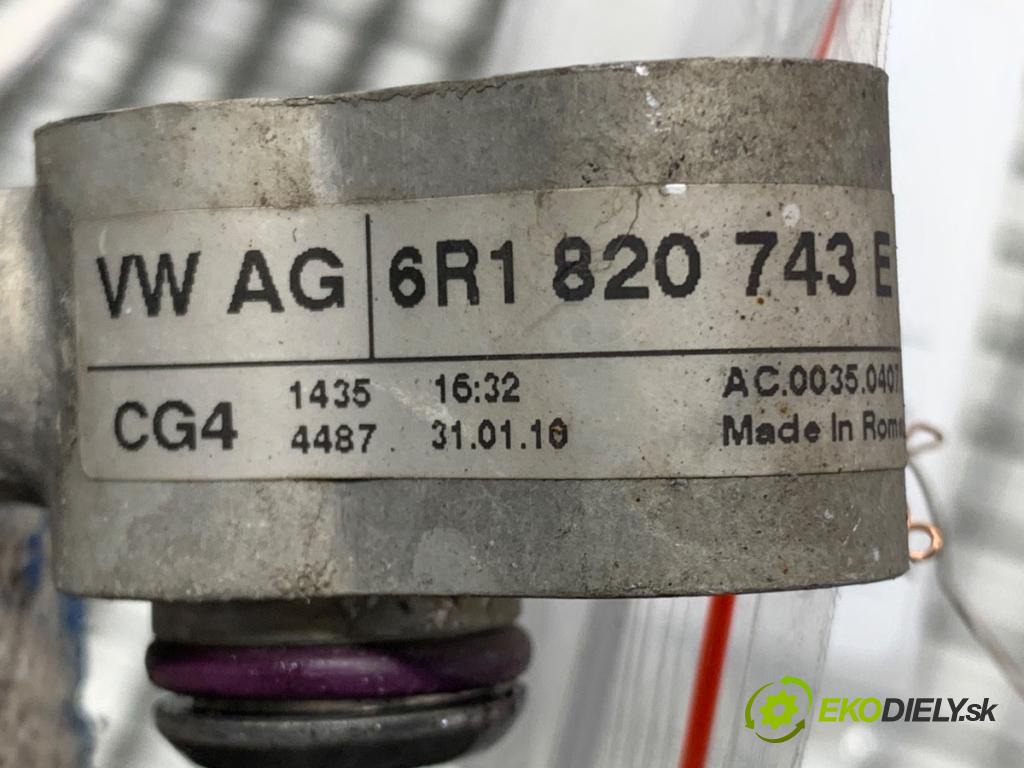 VW AG 6R1 820 743 E
CG4 1435 16:32 AC.0035.0407
4487 31.01.10 Made In
EKODIELY.sk